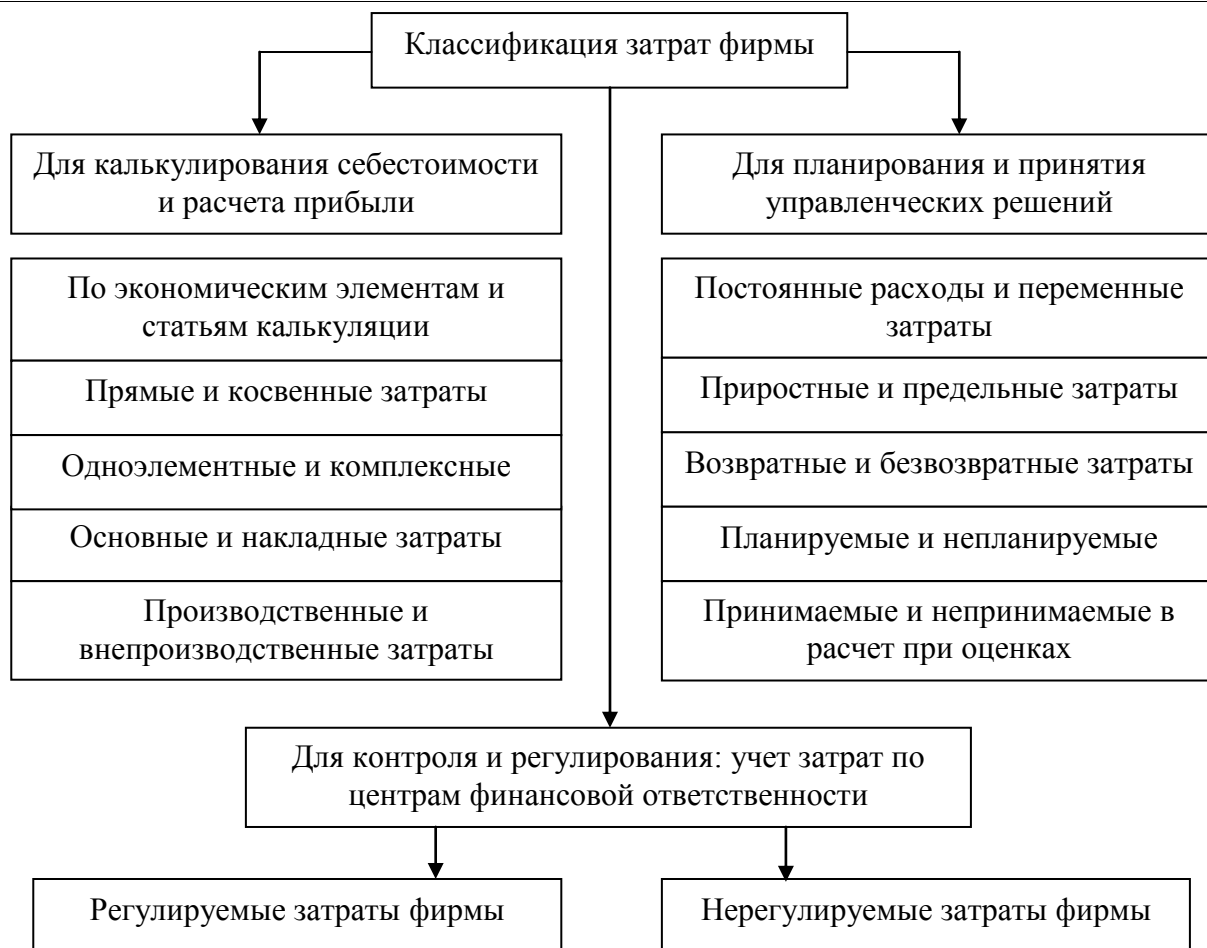 Классификация затрат фирмы
Для калькулирования себестоимости
и расчета прибыли
По экономическим элементам и
статьям калькуляции
Прямые и косвенные затраты
Одноэлементные и комплексные
Основные и накладные затраты
Производственные и
внепроизводственные затраты
Для планирования и принятия
управленческих решений
Постоянные расходы и переменные
затраты
Приростные и предельные затраты
Возвратные и безвозвратные затраты
Планируемые и непланируемые
Принимаемые и непринимаемые в
расчет при оценках
Для контроля и регулирования: учет затрат по
центрам финансовой ответственности
Регулируемые затраты фирмы
Нерегулируемые затраты фирмы